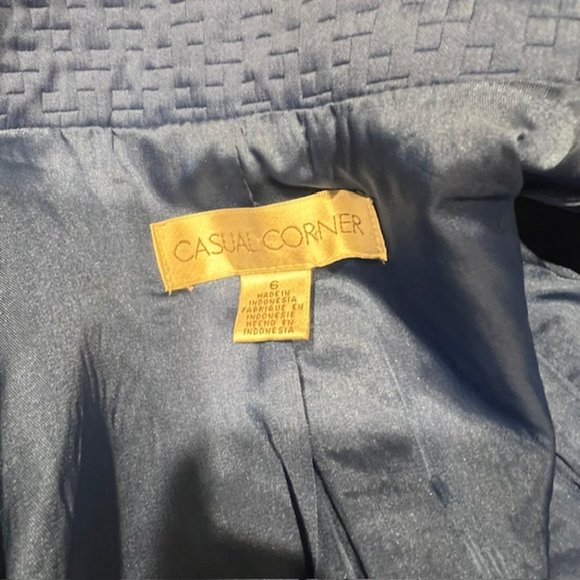 CASUAL CORNER
6
MADE IN
INDONESIA
FABRIQUE EN
INDONESIE
HECHO EN
INDONESIA